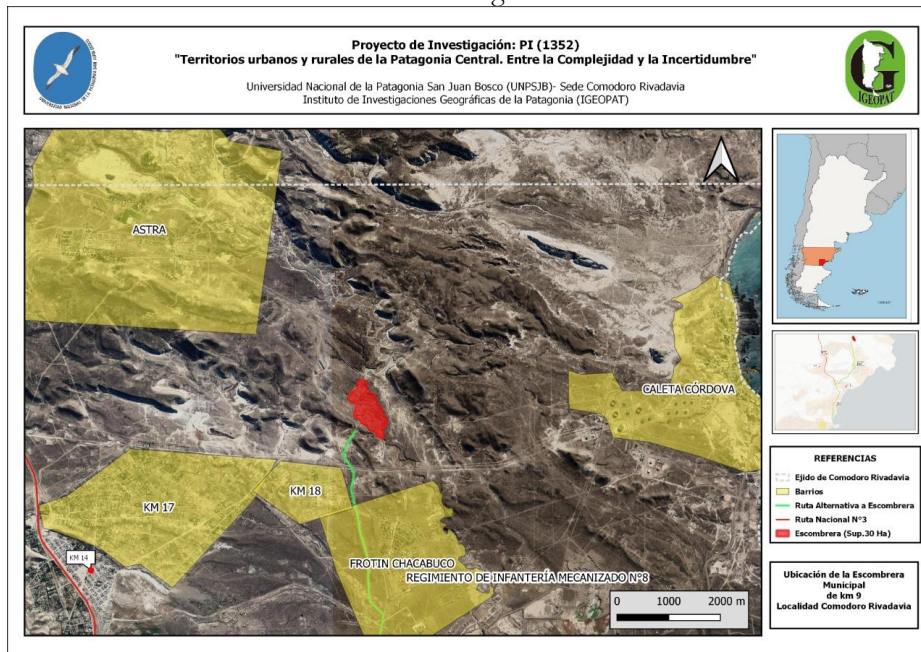 Proyecto de Investigación: PI (1352)
"Territorios urbanos y rurales de la Patagonia Central. Entre la Complejidad y la Incertidumbre"
Universidad Nacional de la Patagonia San Juan Bosco (UNPSJB)- Sede Comodoro Rivadavia
Instituto de Investigaciones Geográficas de la Patagonia (IGEOPAT)
IGEOPAT
ASTRA
CALETA CÓRDOVA
KM 17
KM 18
KM 14
FROTIN CHACABUCO
REGIMIENTO DE INFANTERÍA MECANIZADO N°8
0 1000 2000 m
REFERENCIAS
Ejido de Comodoro Rivadavia
Barrios
Ruta Alternativa a Escombrera
Ruta Nacional N°3
Escombrera (Sup.30 Ha)
Ubicación de la Escombrera
Municipal
de km 9
Localidad Comodoro Rivadavia